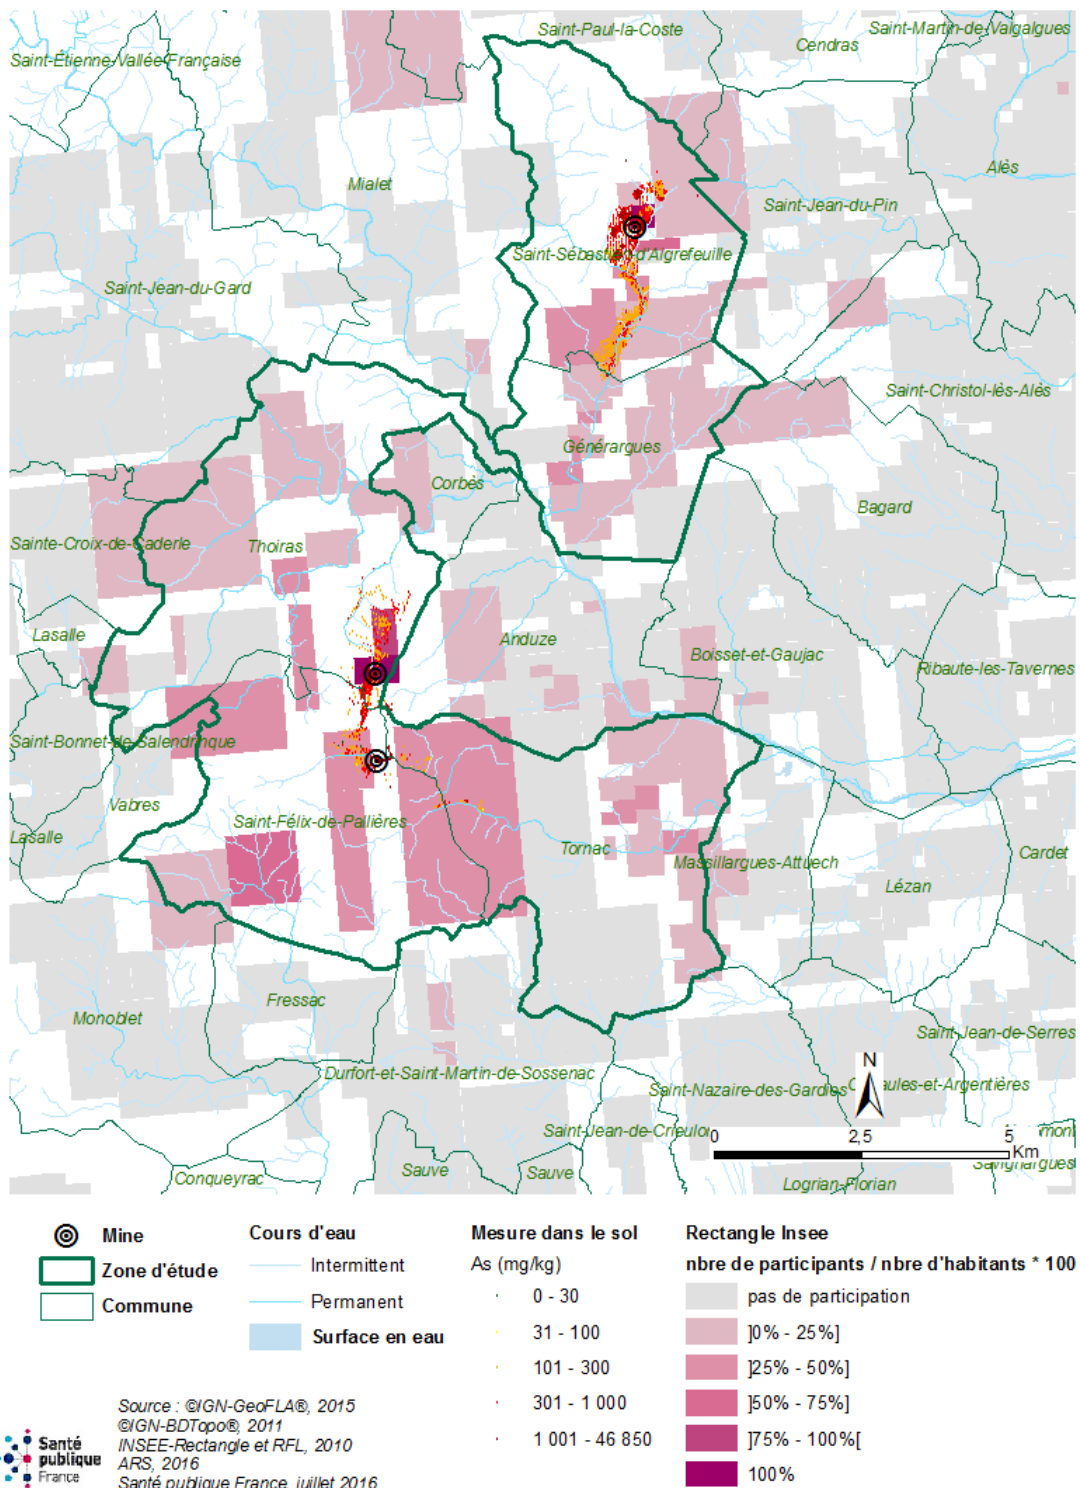 Saint-Paul-la-Coste
Saint-Martin-de-Valgalgues
Cendras
Saint-Étienne-Vallée-Française
Alès
Mialet
Saint-Jean-du-Pin
Saint-Sébastien-d'Aigrefeuille
Saint-Jean-du-Gard
Saint-Christol-lès-Alès
Générargues
Corbès
Bagard
Sainte-Croix-de-Caderle
Thoiras
Lasalle
Anduze
Boisset-et-Gaujac
Ribaute-les-Tavernes
Saint-Bonnet-de-Salendrinque
Vabres
Saint-Félix-de-Pallières
Lasalle
Tornac
Massillargues-Attuech
Cardet
Lézan
Fressac
Monoblet
Saint-Jean-de-Serres
Durfort-et-Saint-Martin-de-Sossenac
Saint-Nazaire-des-Gardies
aules-et-Argentières
N
Saint-Jean-de-Crieulon
0 2,5 5
Km
mont
Savignargues
Sauve
Sauve
Conqueyrac
Logrian-Florian
Mine
Zone d'étude
Commune
Cours d'eau
Intermittent
Permanent
Surface en eau
Mesure dans le sol
As (mg/kg)
0 - 30
31 - 100
101 - 300
301 - 1 000
1 001 - 46 850
Rectangle Insee
nbre de participants / nbre d'habitants * 100
pas de participation
]0% - 25%]
]25% - 50%]
]50% - 75%]
]75% - 100%[
100%
Santé
publique
France
Source : ©IGN-GeoFLA®, 2015
©IGN-BDTopo®, 2011
INSEE-Rectangle et RFL, 2010
ARS, 2016
Santé publique France, juillet 2016